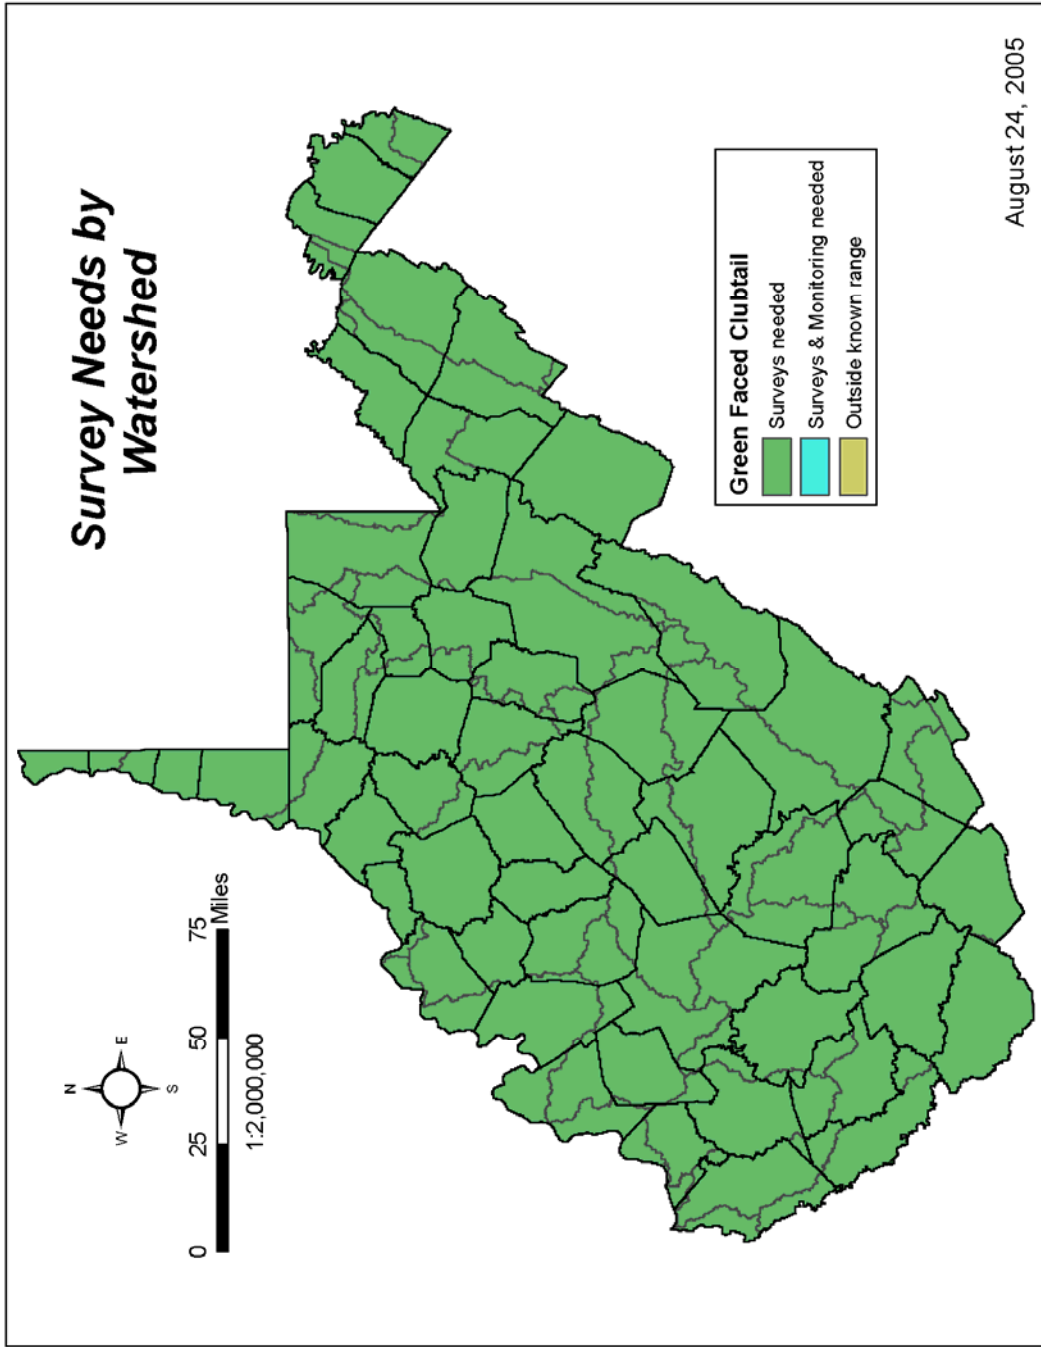 Survey Needs by
Watershed
N
W
E
S
0
25
50
75
Miles
1:2,000,000
Green Faced Clubtail
Surveys needed
Surveys & Monitoring needed
Outside known range
August 24, 2005